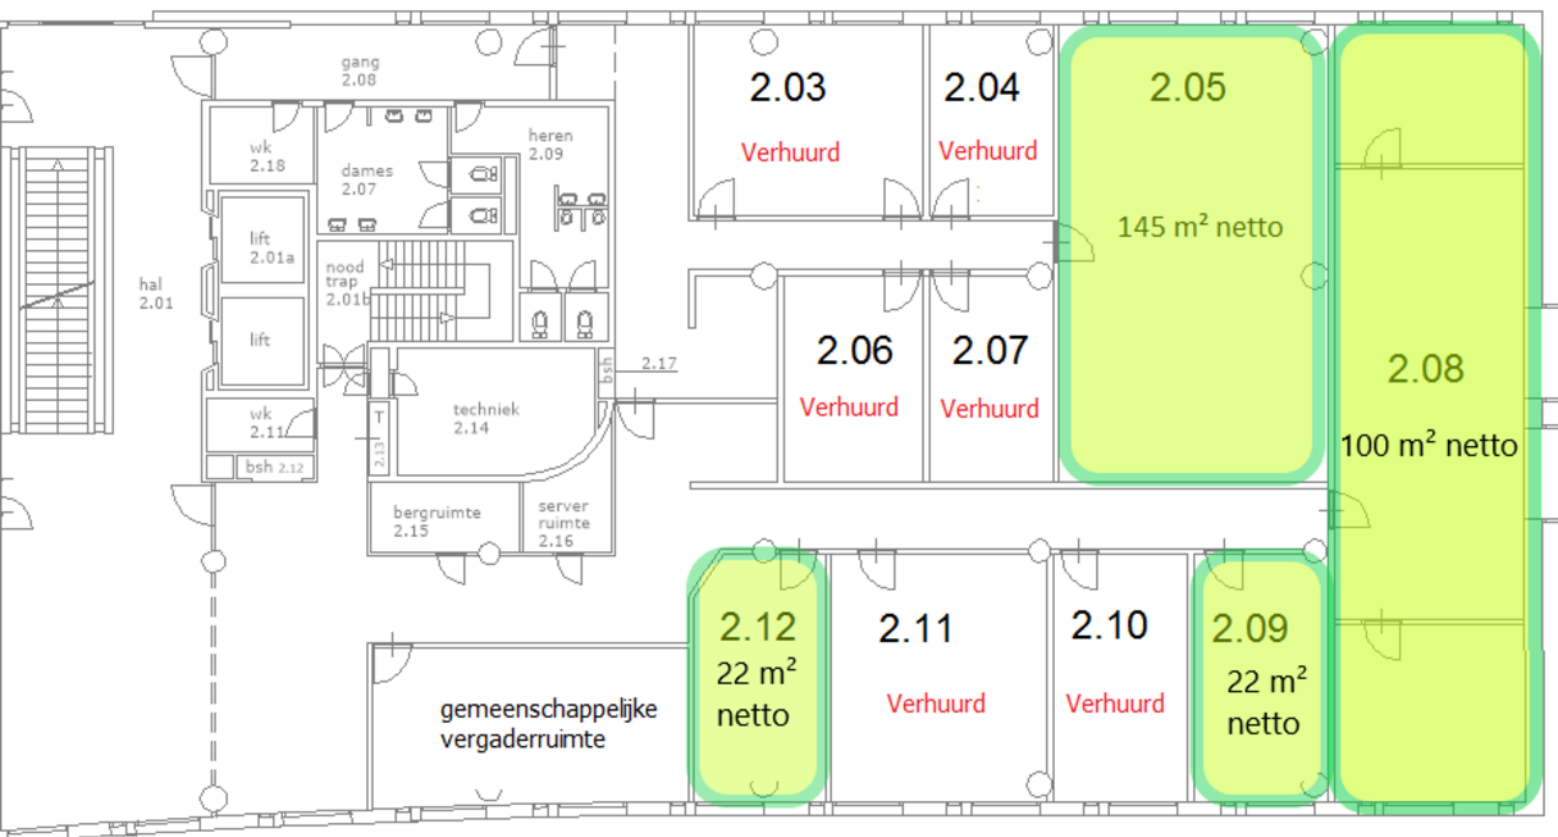 gang
2.08
2.03
Verhuurd
2.04
Verhuurd
2.05
145 m² netto
wk
2.18
dames
2.07
heren
2.09
lift
2.01a
nood
trap
2.01b
hal
2.01
lift
bsh
2.17
2.06
Verhuurd
2.07
Verhuurd
2.08
100 m² netto
wk
2.11
T
2.13
techniek
2.14
bsh 2.12
bergruimte
2.15
server
ruimte
2.16
2.12
22 m²
netto
2.11
Verhuurd
2.10
Verhuurd
2.09
22 m²
netto
gemeenschappelijke
vergaderruimte